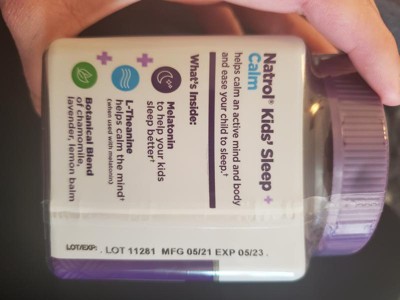 Natrol® Kids' Sleep +
Calm
helps calm an active mind and body
and ease your child to sleep.†
What's Inside:
Melatonin
to help your kids
sleep better†
+
L-Theanine
(when used with melatonin)
helps calm the mind†
+
Botanical Blend
of chamomile,
lavender, lemon balm
LOT/EXP: LOT 11281 MFG 05/21 EXP 05/23.